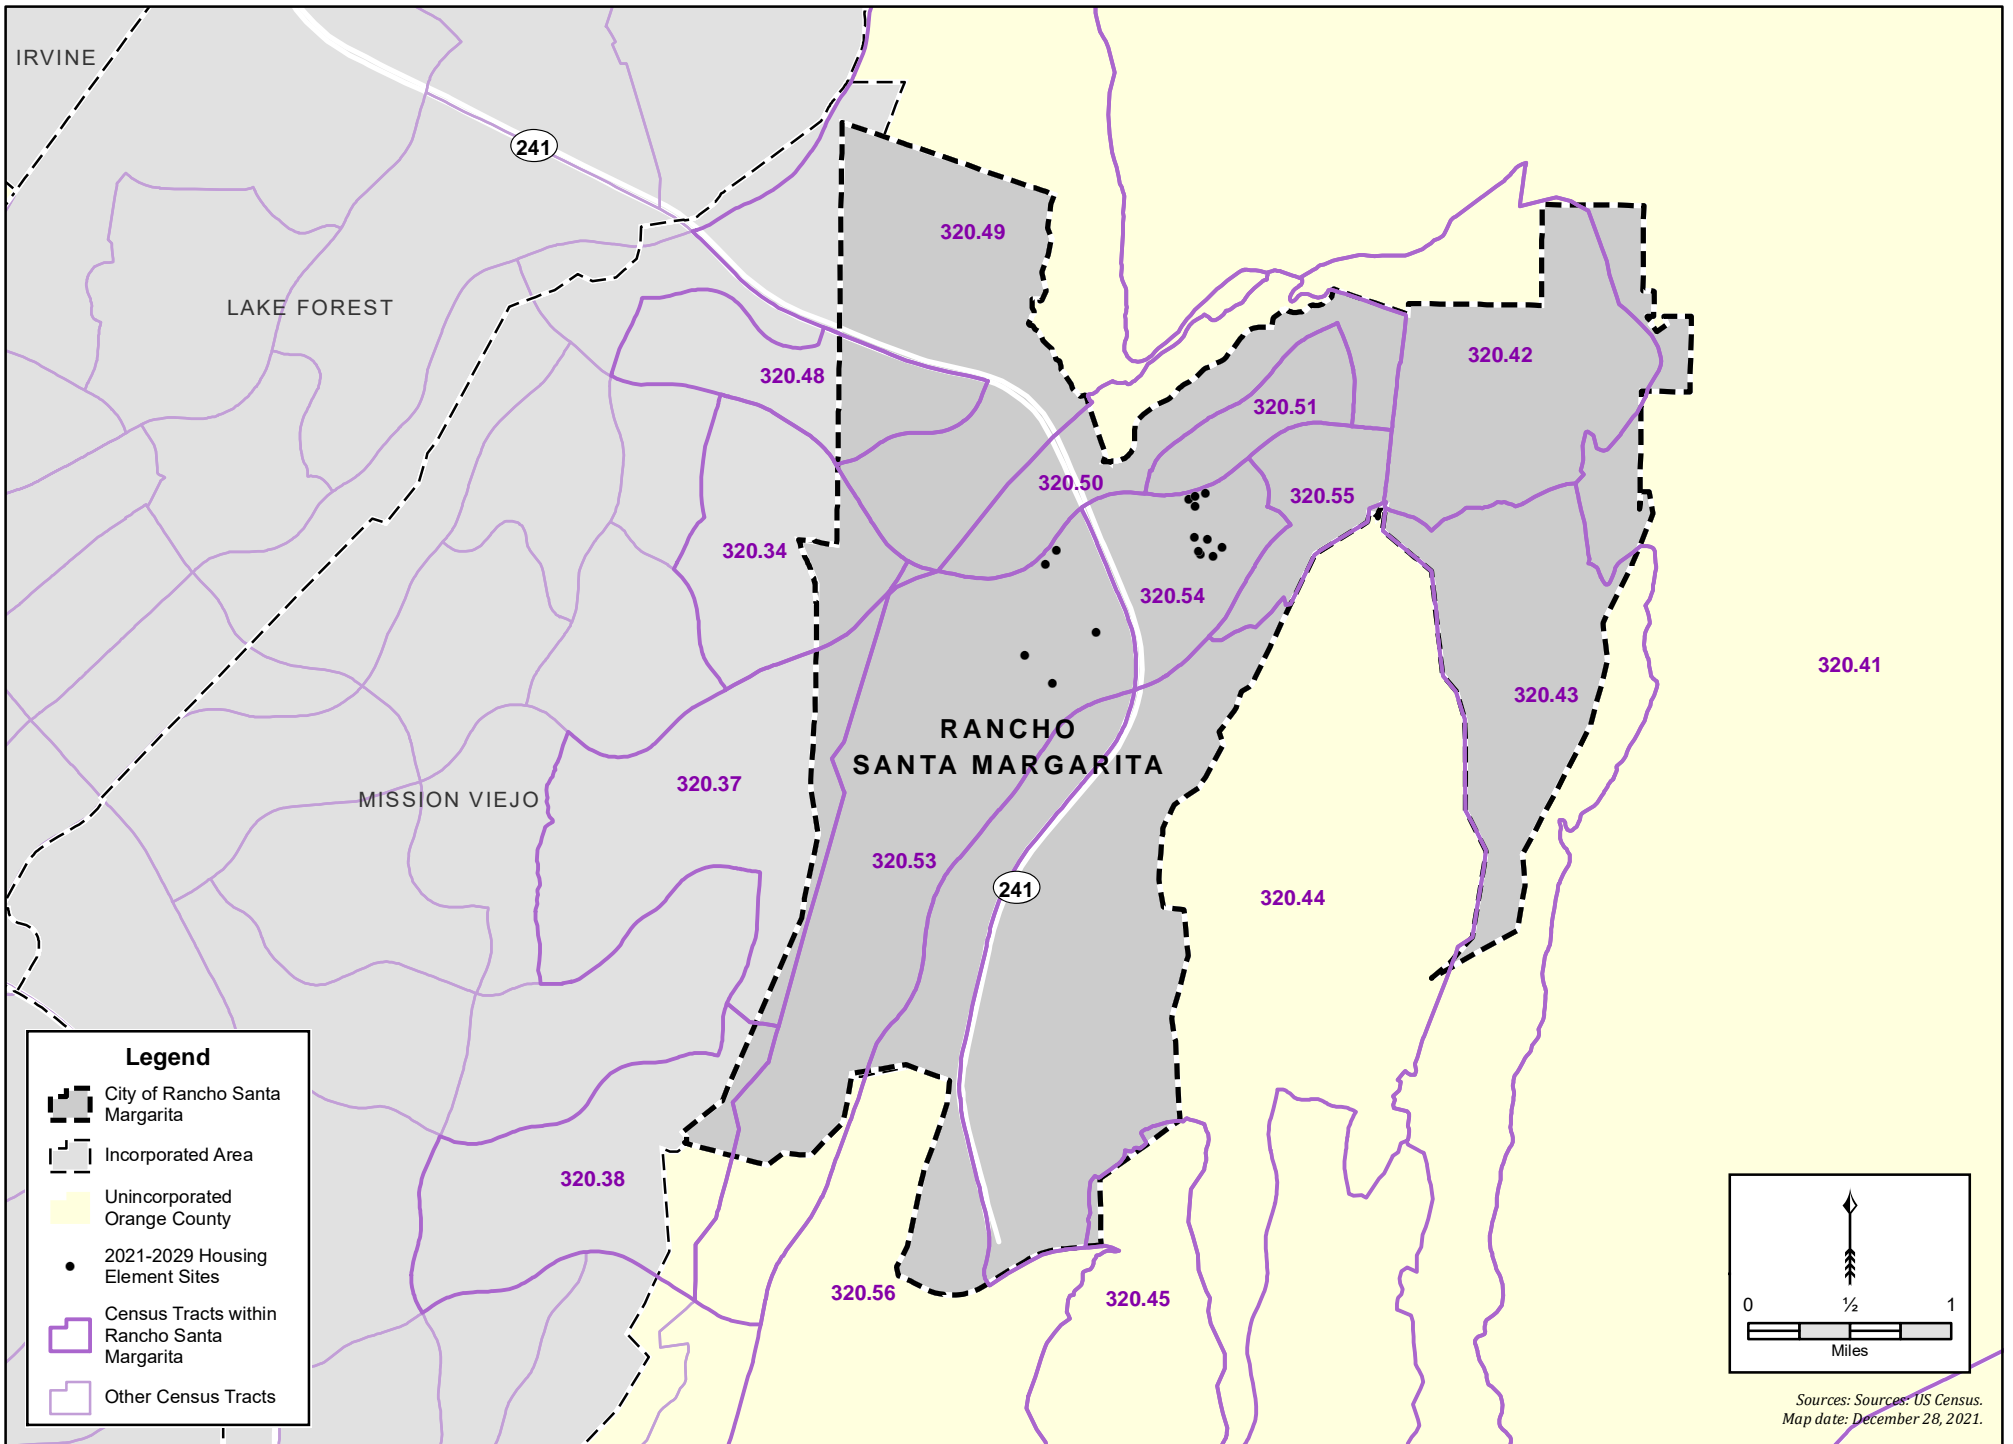 IRVINE
241
320.49
LAKE FOREST
320.42
320.48
320.51
320.50
320.55
320.34
320.54
320.41
320.43
RANCHO
SANTA MARGARITA
320.37
MISSION VIEJO
320.53
241
320.44
320.38
320.56
320.45
Legend
City of Rancho Santa
Margarita
Incorporated Area
Unincorporated
Orange County
2021-2029 Housing
Element Sites
Census Tracts within
Rancho Santa
Margarita
Other Census Tracts
0 ½ 1
Miles
Sources: Sources: US Census.
Map date: December 28, 2021.